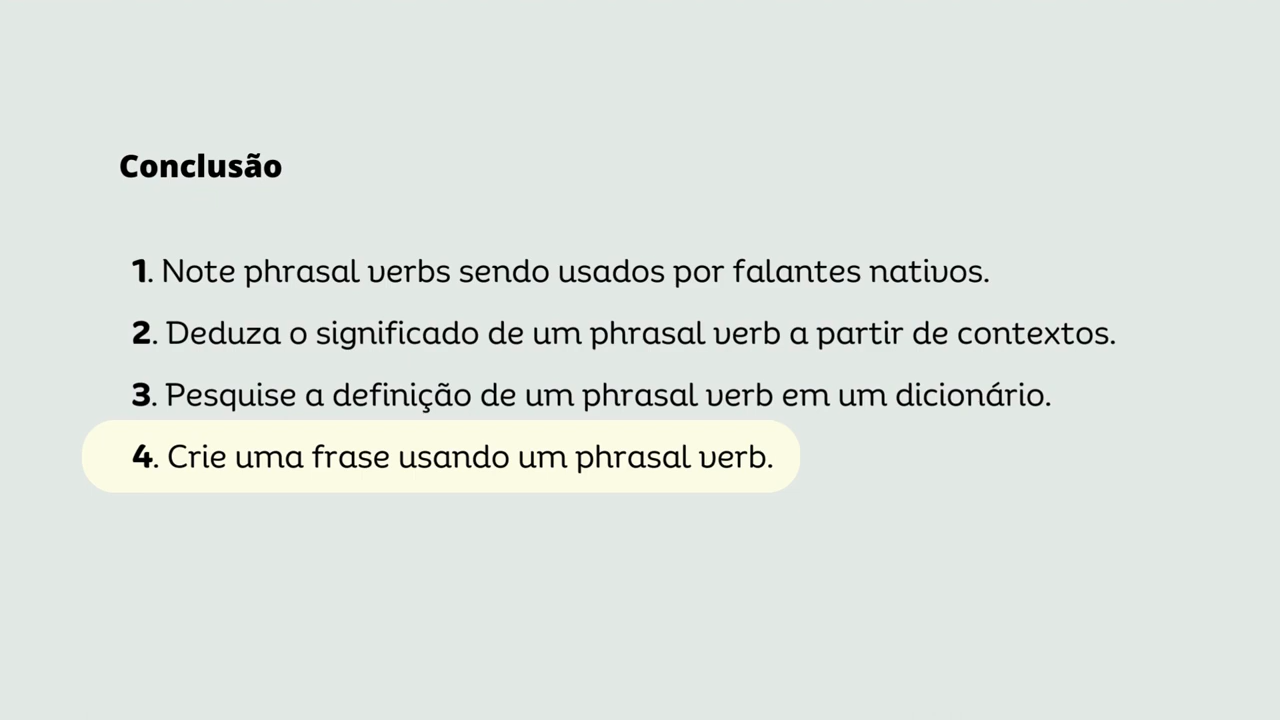 Conclusão
1. Note phrasal verbs sendo usados por falantes nativos.
2. Deduza o significado de um phrasal verb a partir de contextos.
3. Pesquise a definição de um phrasal verb em um dicionário.
4. Crie uma frase usando um phrasal verb.